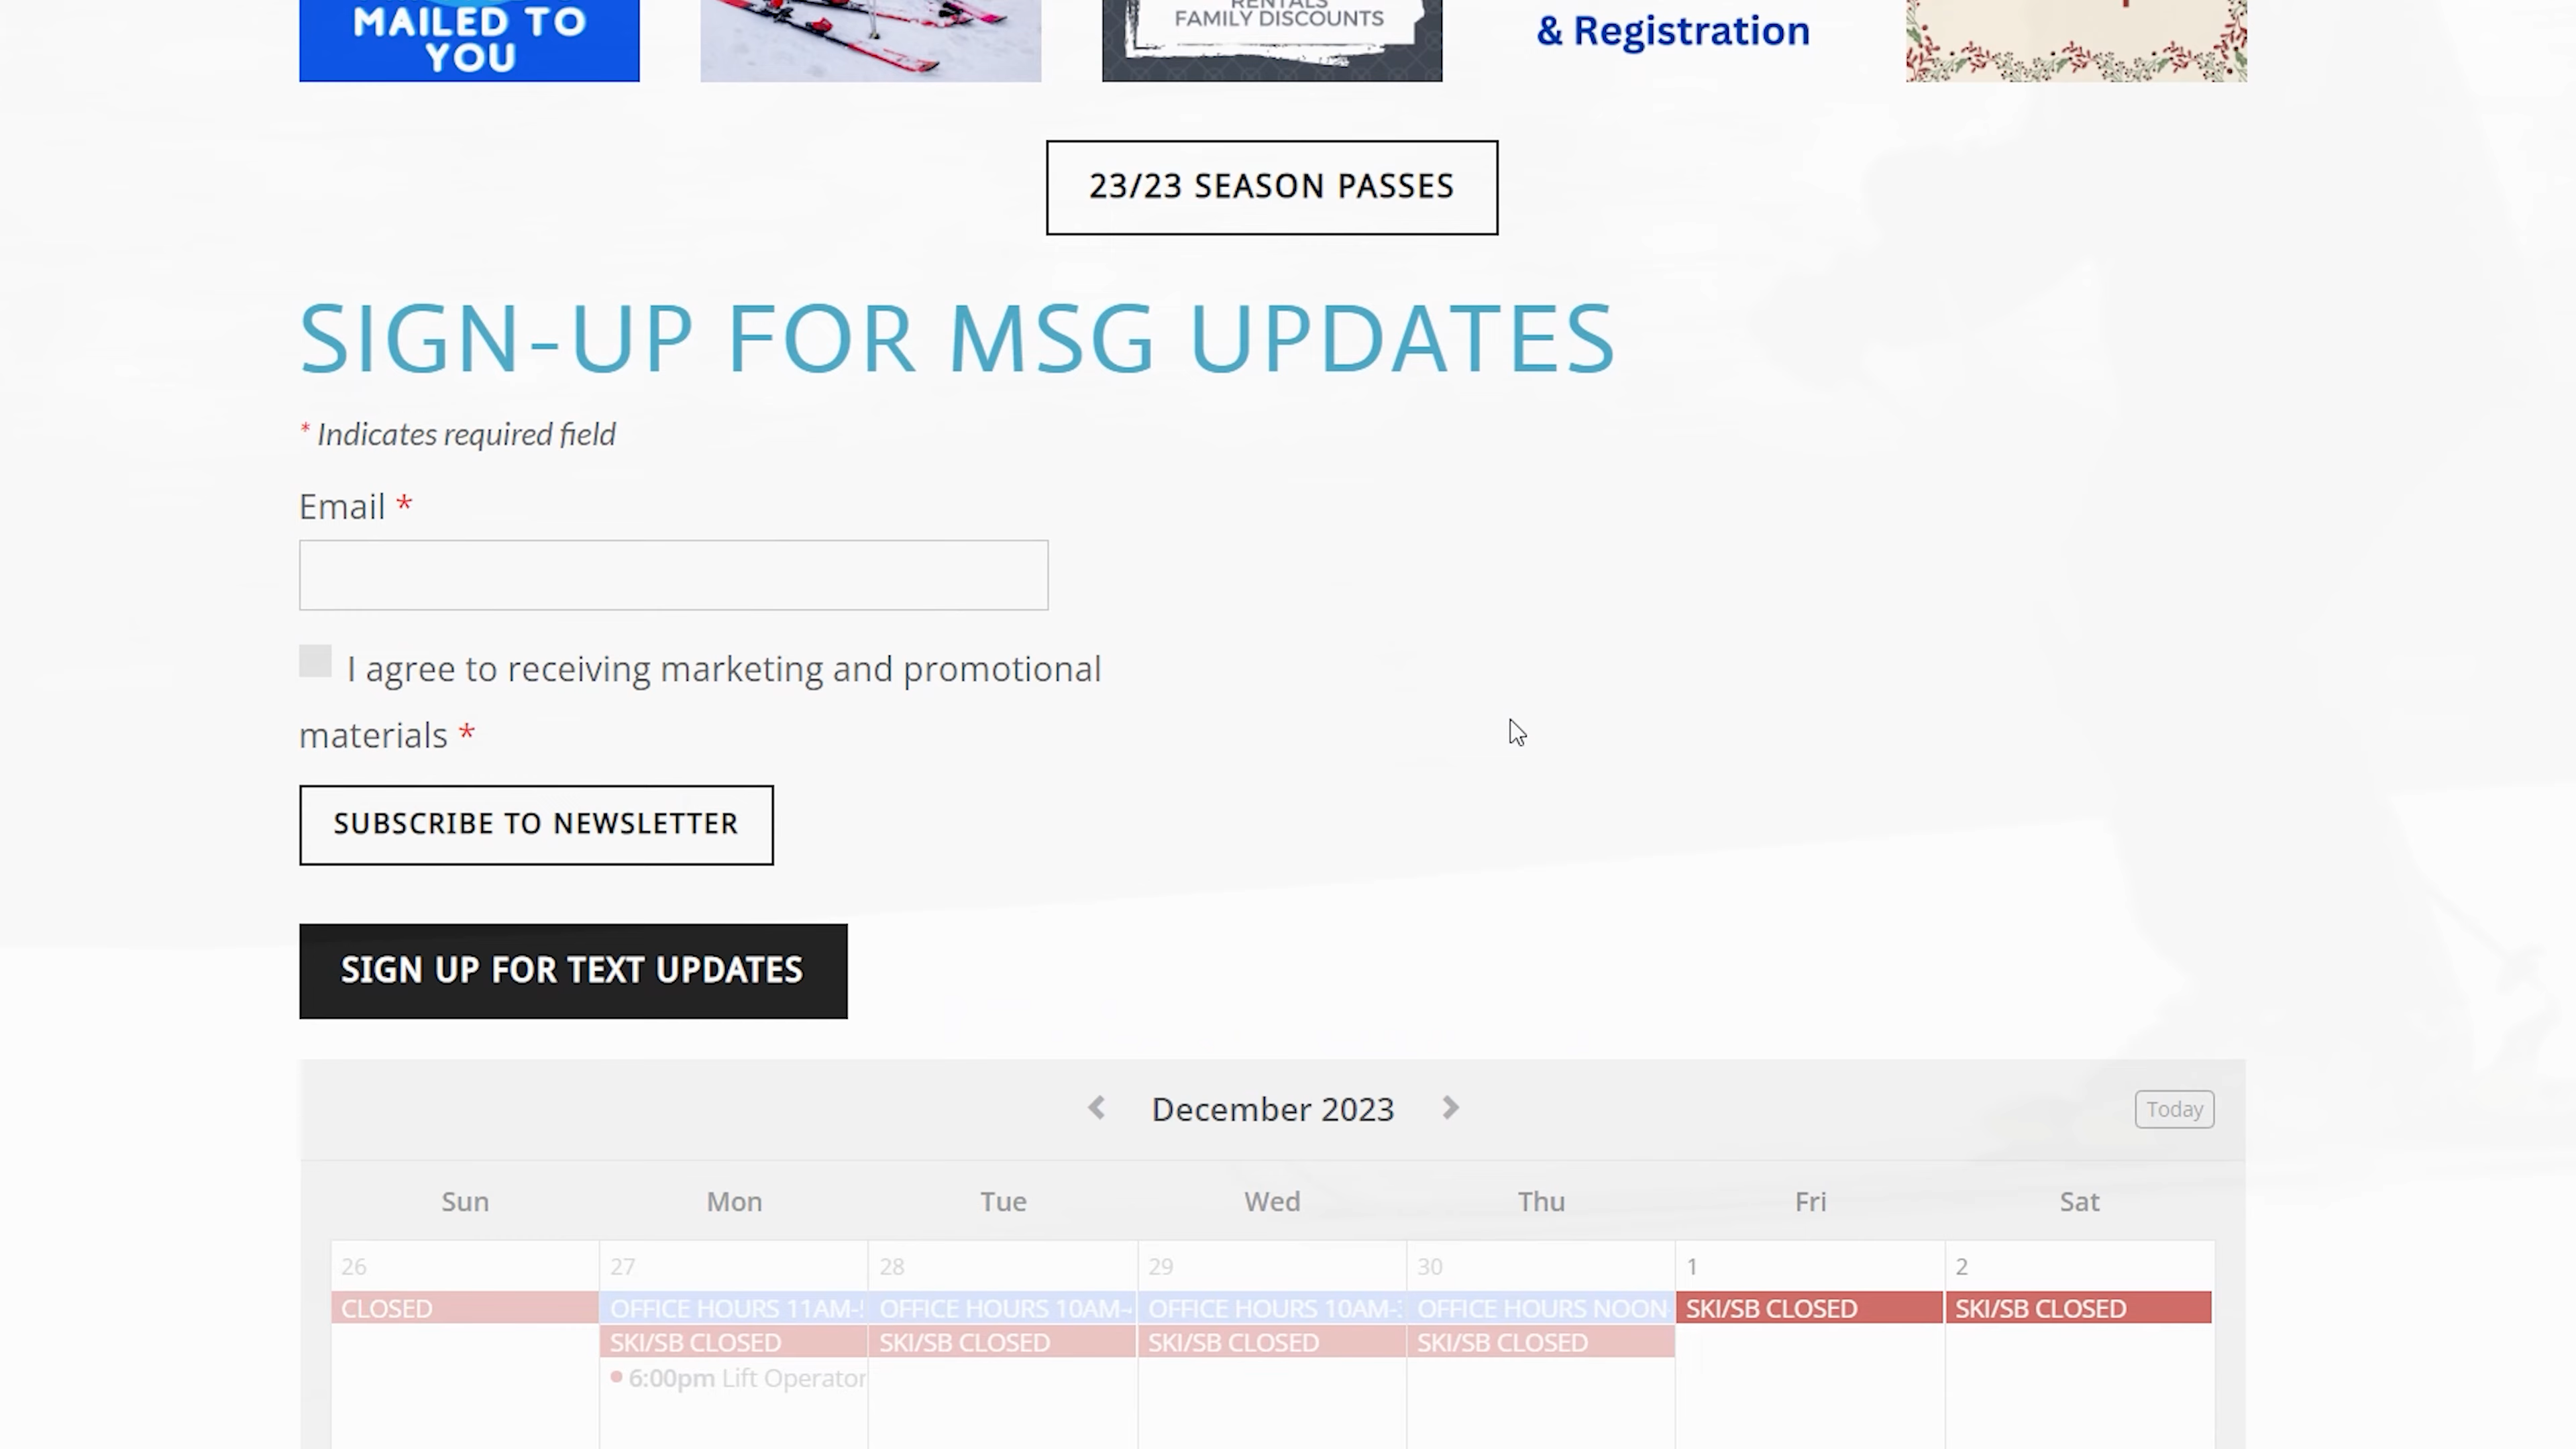 MAILED TO
YOU
RENTALS
FAMILY DISCOUNTS
& Registration
23/23 SEASON PASSES
SIGN-UP FOR MSG UPDATES
* Indicates required field
Email *
I agree to receiving marketing and promotional
materials *
SUBSCRIBE TO NEWSLETTER
SIGN UP FOR TEXT UPDATES
December 2023
Today
Sun Mon Tue Wed Thu Fri Sat
26 27 28 29 30 1 2
CLOSED OFFICE HOURS 11AM- OFFICE HOURS 10AM- OFFICE HOURS 10AM- OFFICE HOURS NOON SKI/SB CLOSED SKI/SB CLOSED
SKI/SB CLOSED SKI/SB CLOSED SKI/SB CLOSED SKI/SB CLOSED
6:00pm Lift Operator